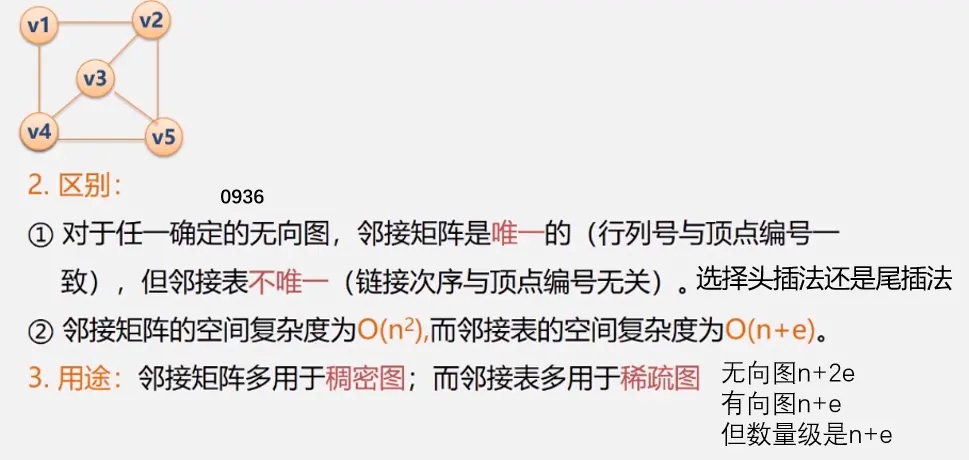 v1
v2
v3
v4
v5
2. 区别：
0936
① 对于任一确定的无向图，邻接矩阵是唯一的（行列号与顶点编号一
致），但邻接表不唯一（链接次序与顶点编号无关）。选择头插法还是尾插法
② 邻接矩阵的空间复杂度为O(n²),而邻接表的空间复杂度为O(n+e)。
3. 用途：邻接矩阵多用于稠密图；而邻接表多用于稀疏图
无向图n+2e
有向图n+e
但数量级是n+e